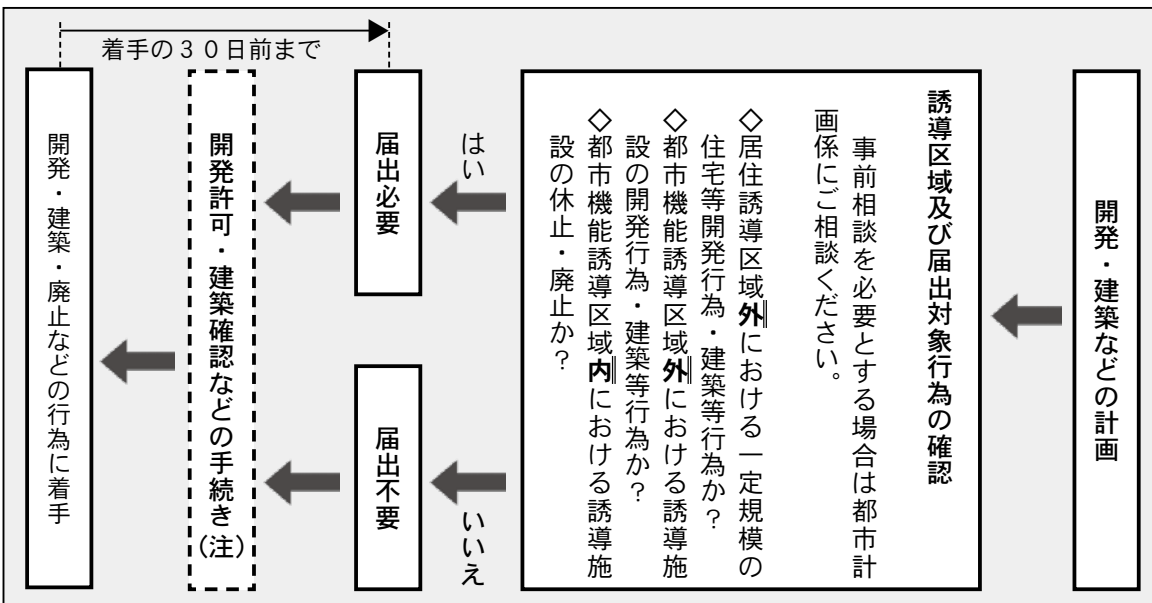 開発・建築などの計画
誘導区域及び届出対象行為の確認
事前相談を必要とする場合は都市計
画係にご相談ください。
◇居住誘導区域外における一定規模の
住宅等開発行為・建築等行為か？
◇都市機能誘導区域外における誘導施
設の開発行為・建築等行為か？
◇都市機能誘導区域内における誘導施
設の休止・廃止か？
はい
いいえ
届出必要
届出不要
開発許可・建築確認などの手続き(注)
開発・建築・廃止などの行為に着手
着手の３０日前まで